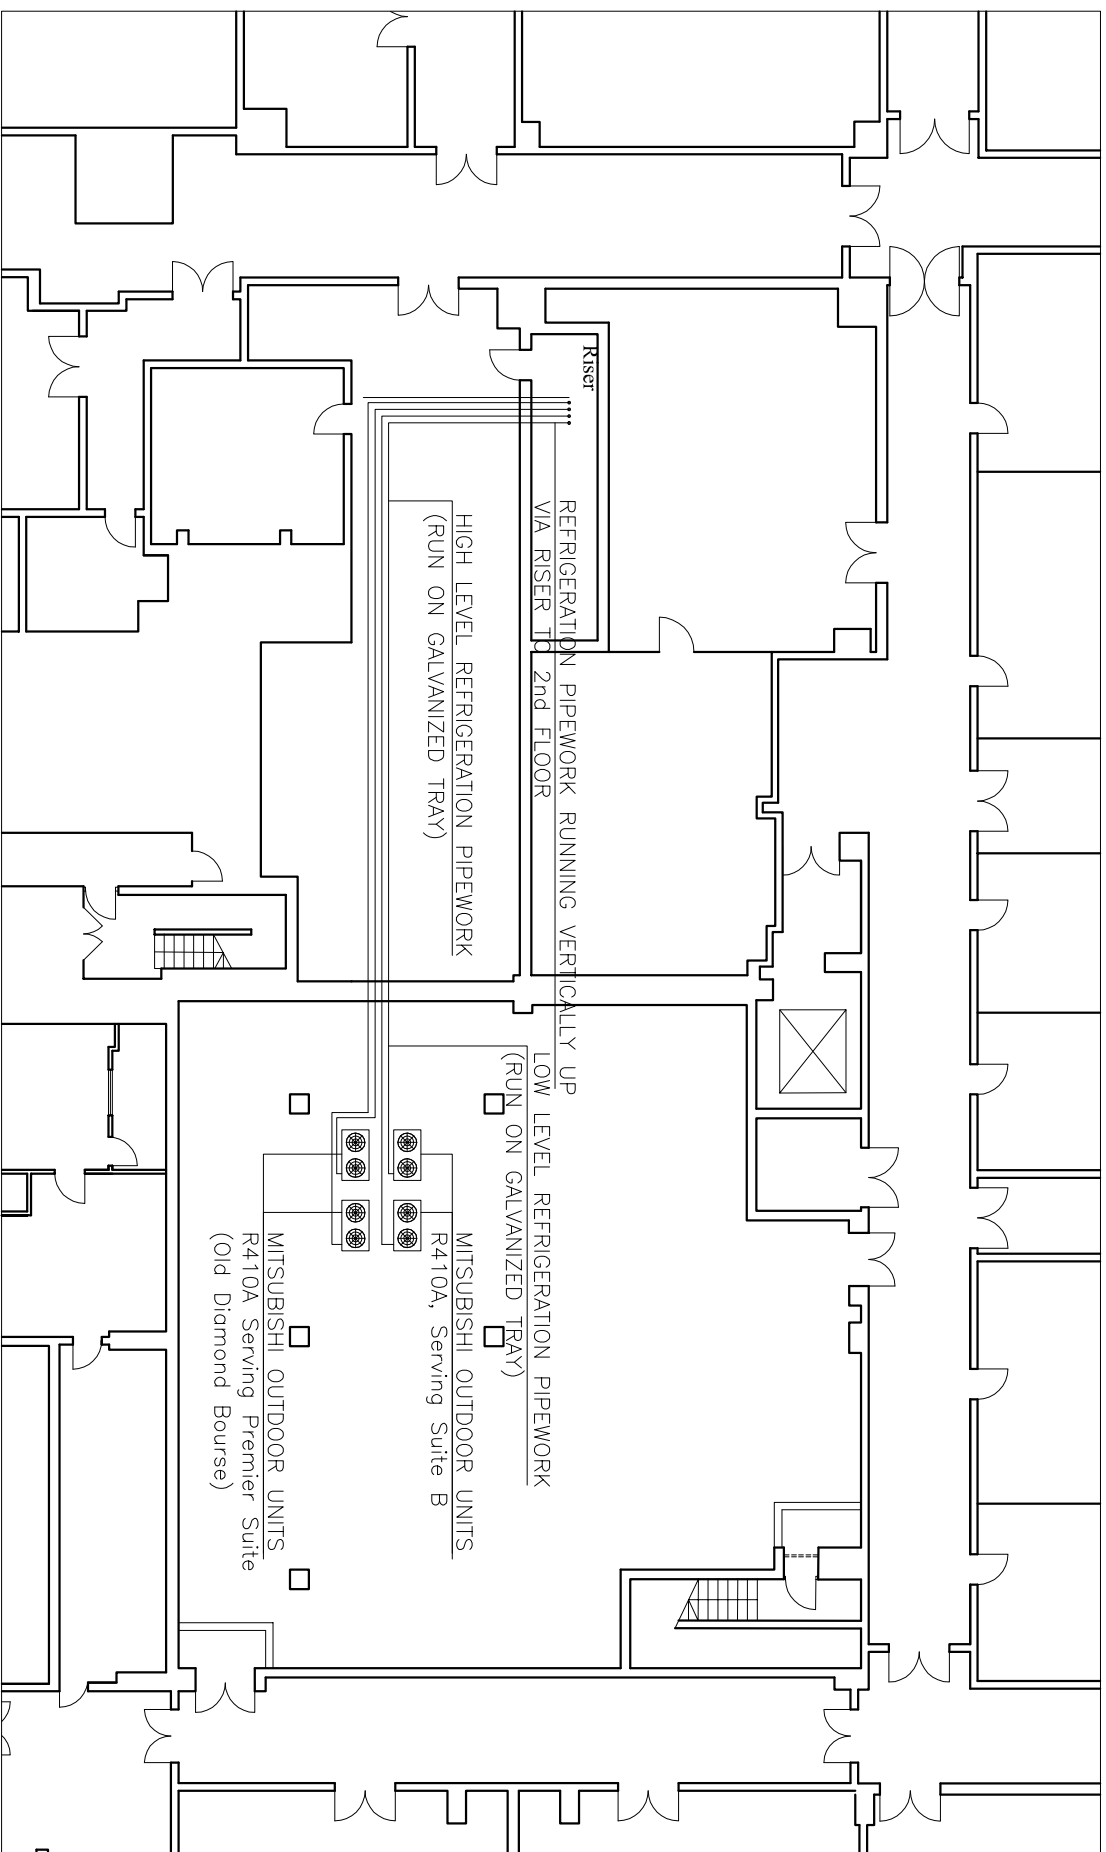 Riser
REFRIGERATION PIPEWORK RUNNING VERTICALLY UP
VIA RISER TO 2nd FLOOR
HIGH LEVEL REFRIGERATION PIPEWORK
(RUN ON GALVANIZED TRAY)
LOW LEVEL REFRIGERATION PIPEWORK
(RUN ON GALVANIZED TRAY)
MITSUBISHI OUTDOOR UNITS
R410A, Serving Suite B
MITSUBISHI OUTDOOR UNITS
R410A Serving Premier Suite
(Old Diamond Bourse)